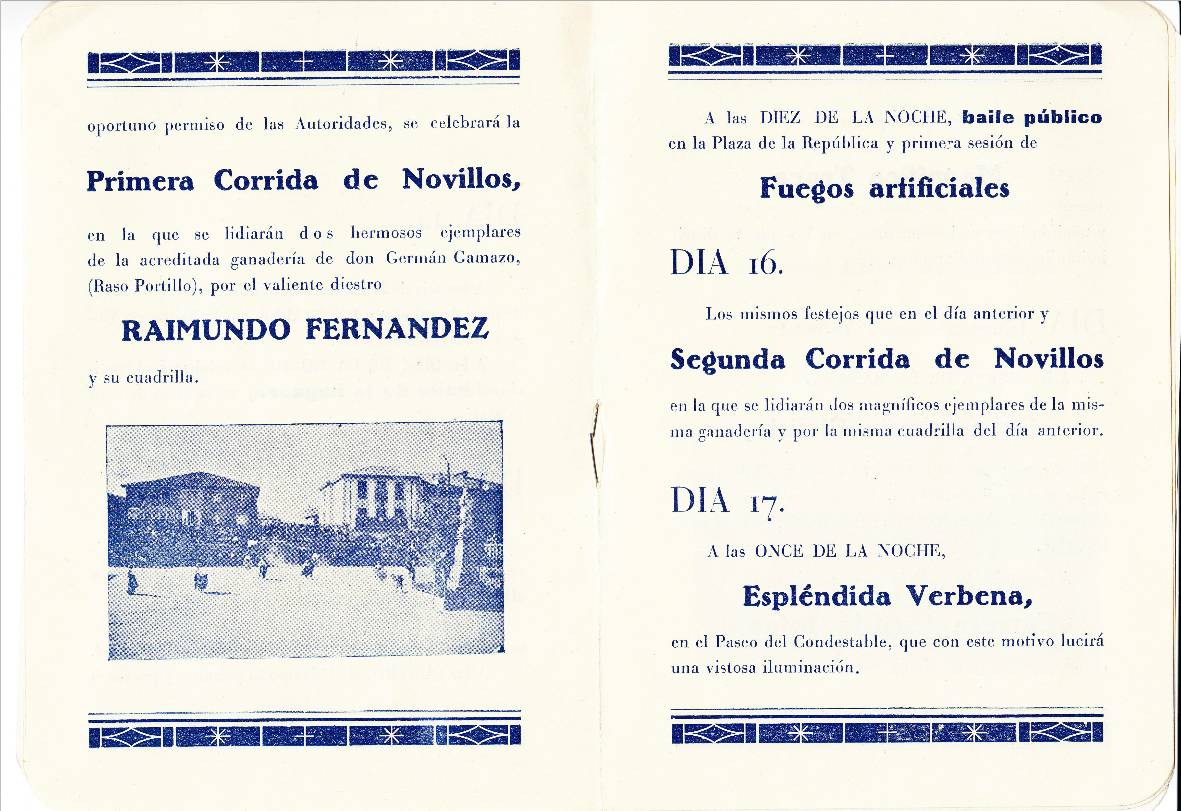 oportuno permiso de las Autoridades, se celebrará la
Primera Corrida de Novillos,
en la que se lidiarán dos hermosos ejemplares
de la acreditada ganadería de don Germán Gamazo,
(Raso Portillo), por el valiente diestro
RAIMUNDO FERNANDEZ
y su cuadrilla.
A las DIEZ DE LA NOCHE, baile público
en la Plaza de la República y primera sesión de
Fuegos artificiales
DIA 16.
Los mismos festejos que en el día anterior y
Segunda Corrida de Novillos
en la que se lidiarán dos magníficos ejemplares de la mis-
ma ganadería y por la misma cuadrilla del día anterior.
DIA 17.
A las ONCE DE LA NOCHE,
Espléndida Verbena,
en el Paseo del Condestable, que con este motivo lucirá
una vistosa iluminación.